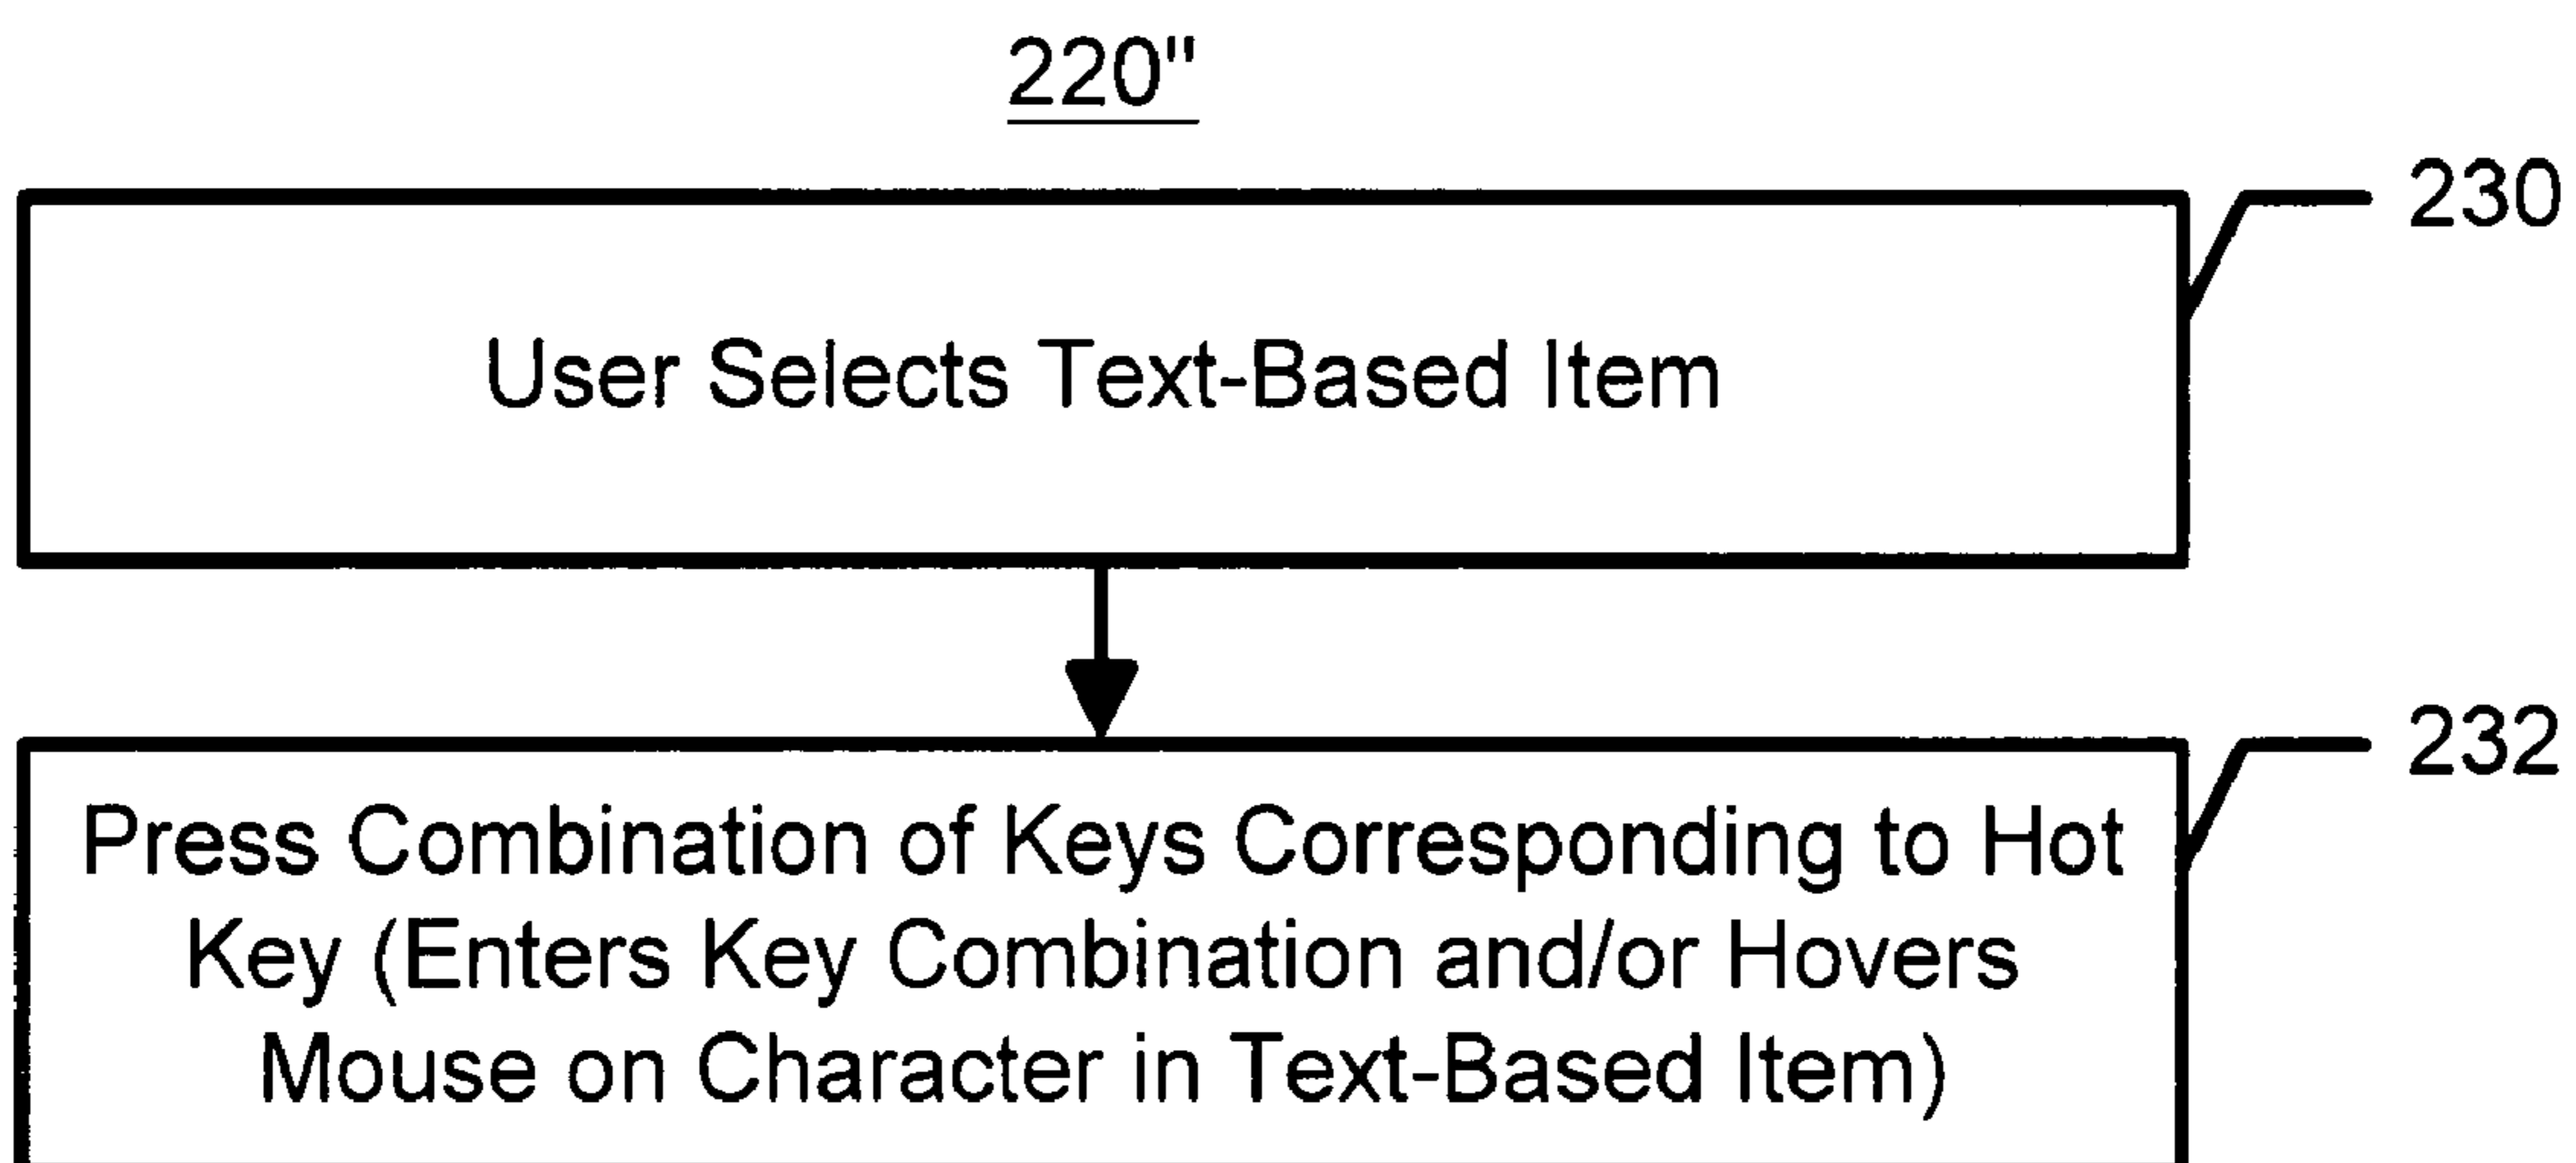 220"
230
User Selects Text-Based Item
232
Press Combination of Keys Corresponding to Hot
Key (Enters Key Combination and/or Hovers
Mouse on Character in Text-Based Item)